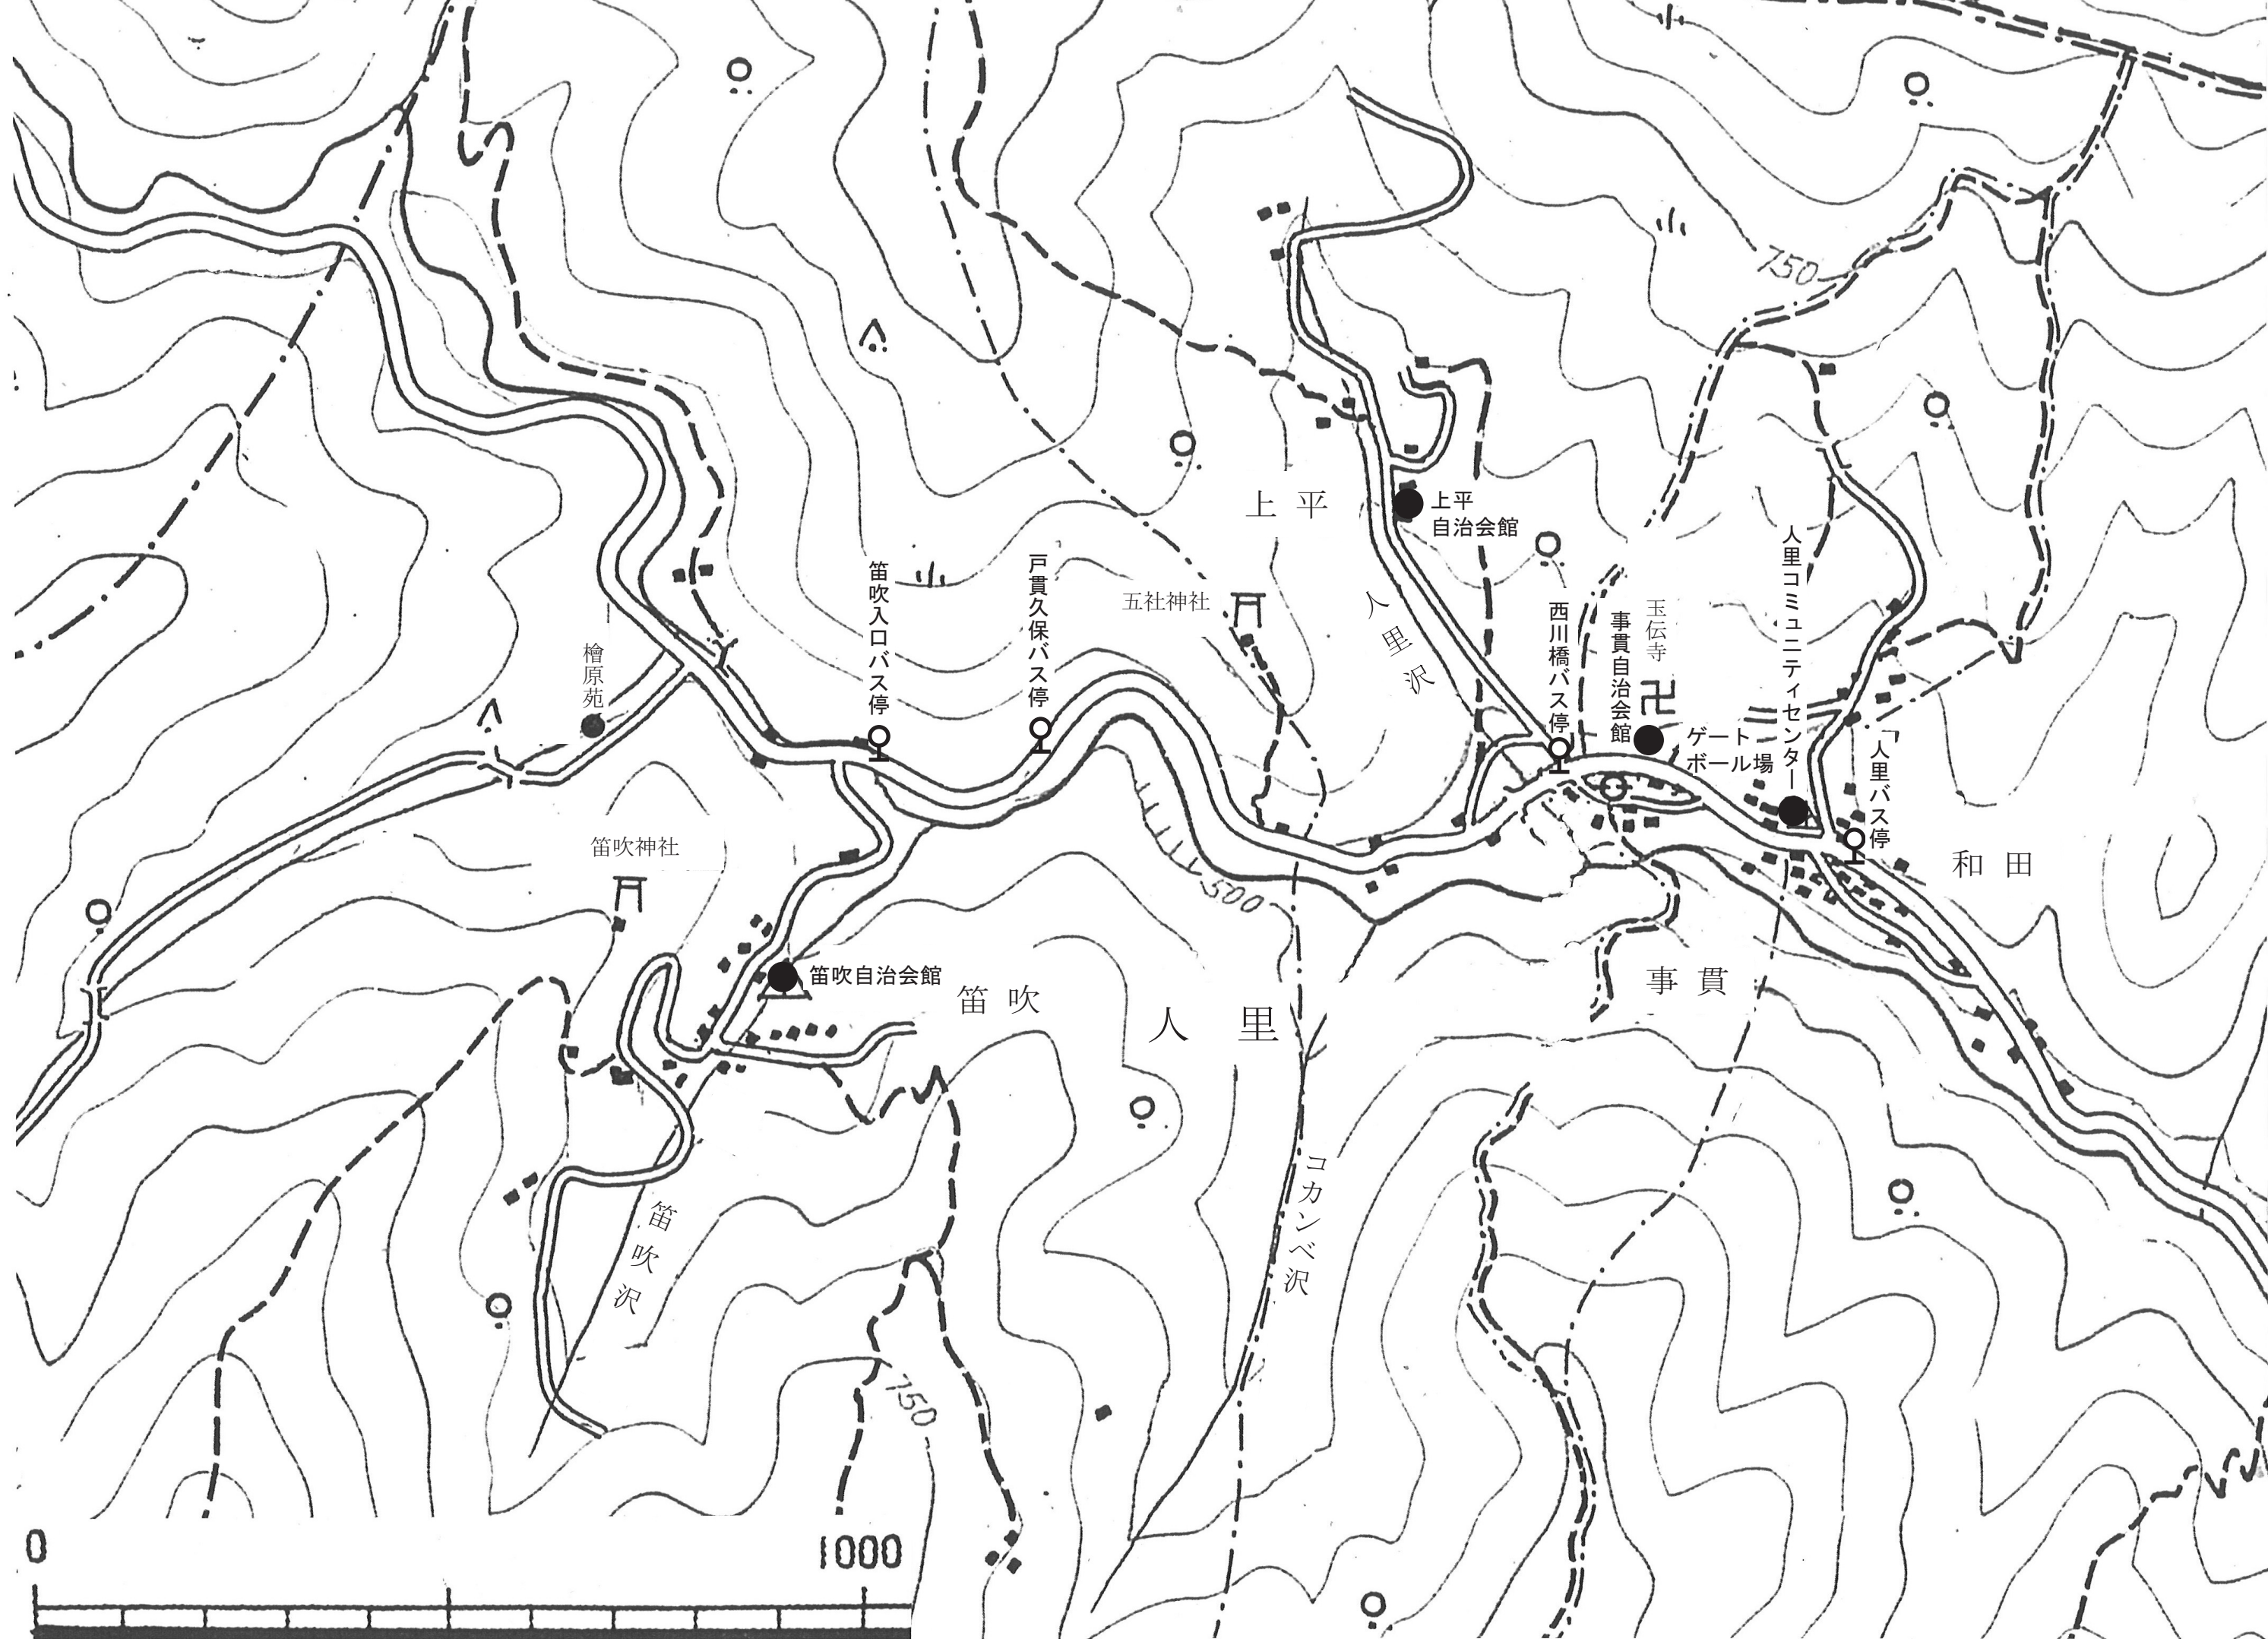 750
上平
上平
自治会館
人里コミュニティセンター
笛吹入口バス停
戸貫久保バス停
五社神社
人里沢
西川橋バス停
事貫自治会館
玉伝寺
檜原苑
ゲート
ボール場
人里バス停
笛吹神社
和田
500
笛吹自治会館
笛吹
人里
事貫
コカンベ沢
笛吹沢
750
0
1000